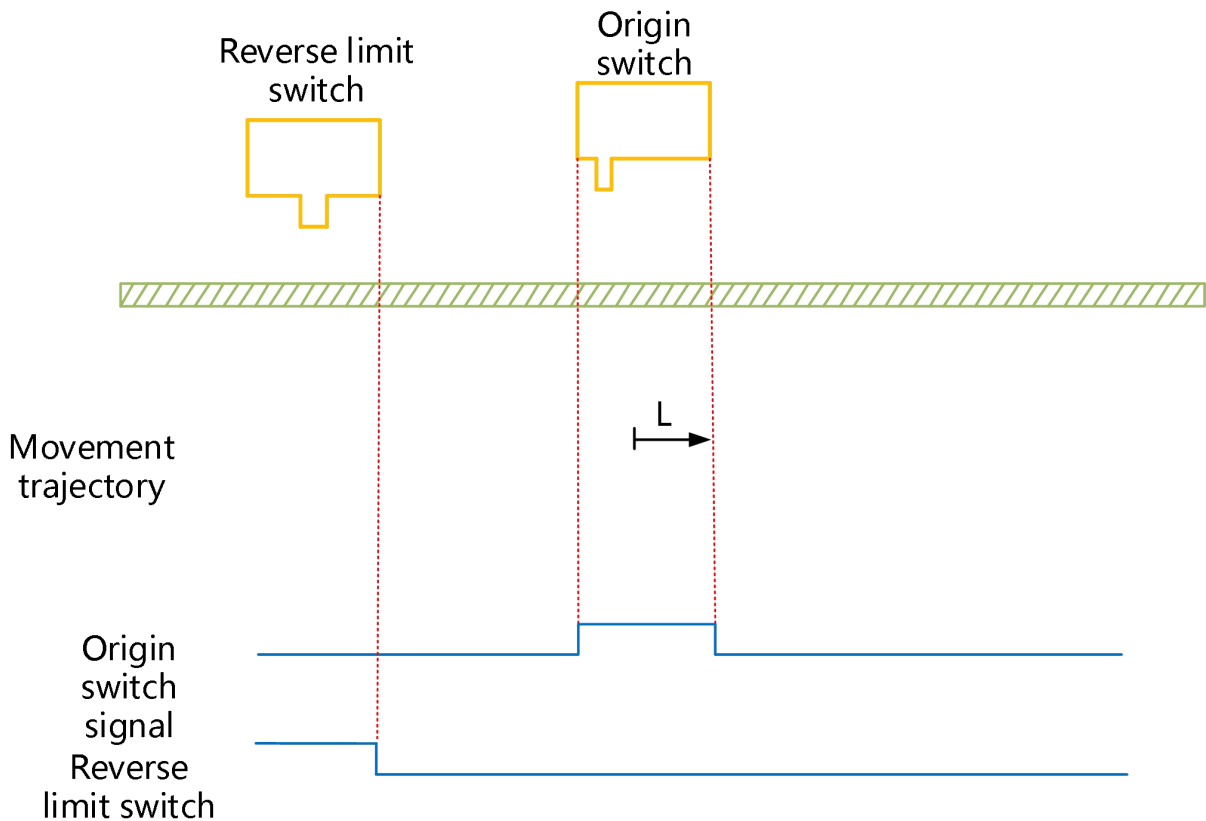 Reverse limit
switch
Origin
switch
L
Movement
trajectory
Origin
switch
signal
Reverse
limit switch